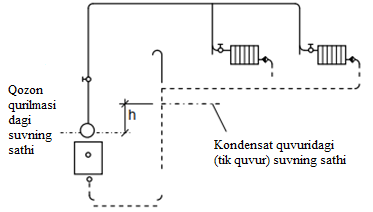 Qozon
qurilmasi
dagi
suvning
sathi
h
Kondensat quvuridagi
(tik quvur) suvning sathi